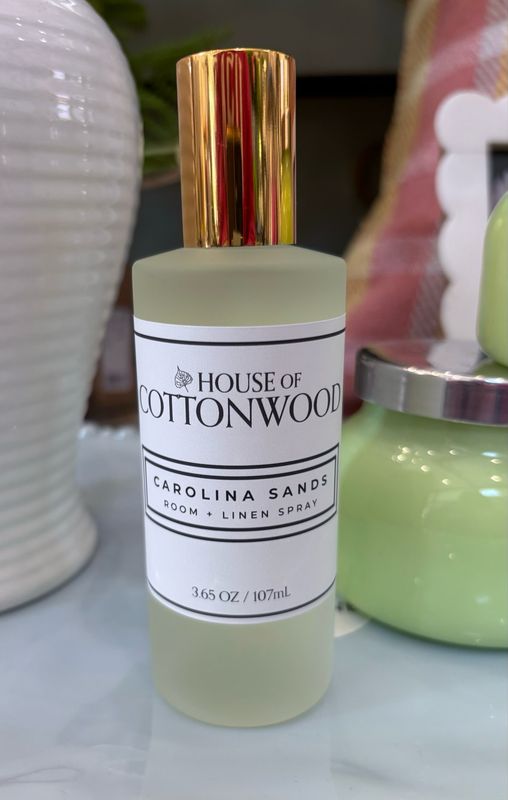 HOUSE OF
COTTONWOOD
CAROLINA SANDS
ROOM + LINEN SPRAY
3.65 OZ / 107mL